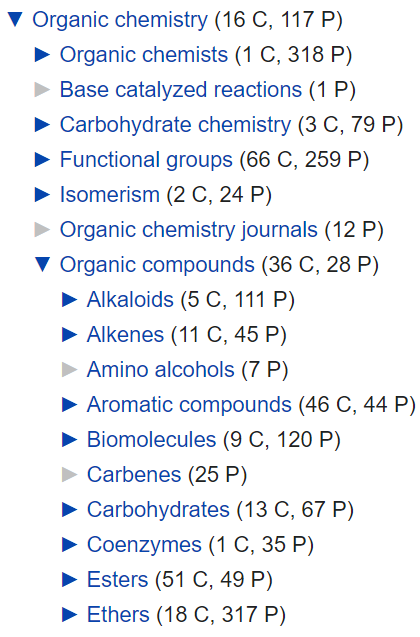 Organic chemistry (16 C, 117 P)
Organic chemists (1 C, 318 P)
Base catalyzed reactions (1 P)
Carbohydrate chemistry (3 C, 79 P)
Functional groups (66 C, 259 P)
Isomerism (2 C, 24 P)
Organic chemistry journals (12 P)
Organic compounds (36 C, 28 P)
Alkaloids (5 C, 111 P)
Alkenes (11 C, 45 P)
Amino alcohols (7 P)
Aromatic compounds (46 C, 44 P)
Biomolecules (9 C, 120 P)
Carbenes (25 P)
Carbohydrates (13 C, 67 P)
Coenzymes (1 C, 35 P)
Esters (51 C, 49 P)
Ethers (18 C, 317 P)